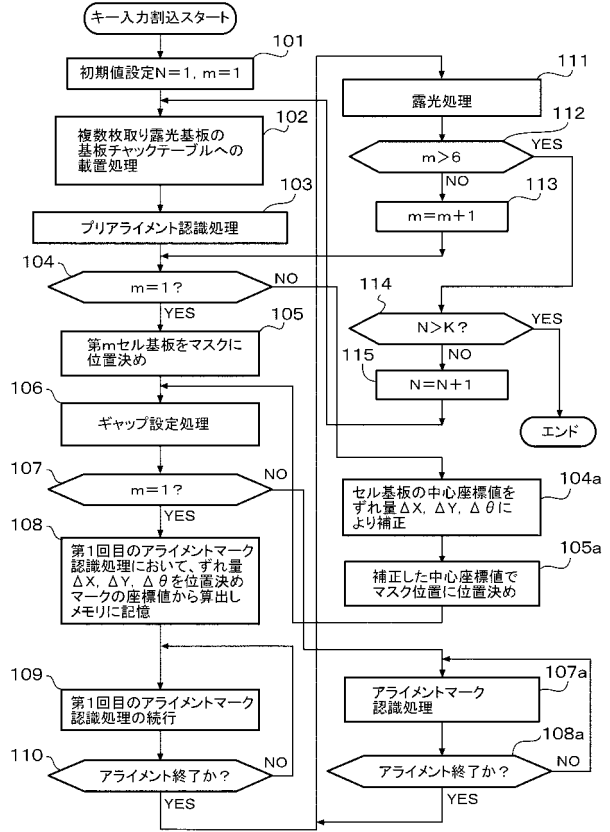 キー入力割込スタート
101
初期値設定N＝1, m＝1
102
複数枚取り露光基板の
基板チャックテーブルへの
載置処理
103
プリアライメント認識処理
104
m＝1？
NO
YES
105
第mセル基板をマスクに
位置決め
106
ギャップ設定処理
107
m＝1？
NO
YES
108
第1回目のアライメントマーク
認識処理において、ずれ量
ΔX, ΔY, Δθを位置決め
マークの座標値から算出し
メモリに記憶
109
第1回目のアライメントマーク
認識処理の続行
110
アライメント終了か？
NO
YES
111
露光処理
112
m＞6
YES
NO
113
m＝m＋1
114
N＞K？
YES
NO
115
N＝N＋1
エンド
104a
セル基板の中心座標値を
ずれ量ΔX, ΔY, Δθに
より補正
105a
補正した中心座標値で
マスク位置に位置決め
107a
アライメントマーク
認識処理
108a
アライメント終了か？
NO
YES